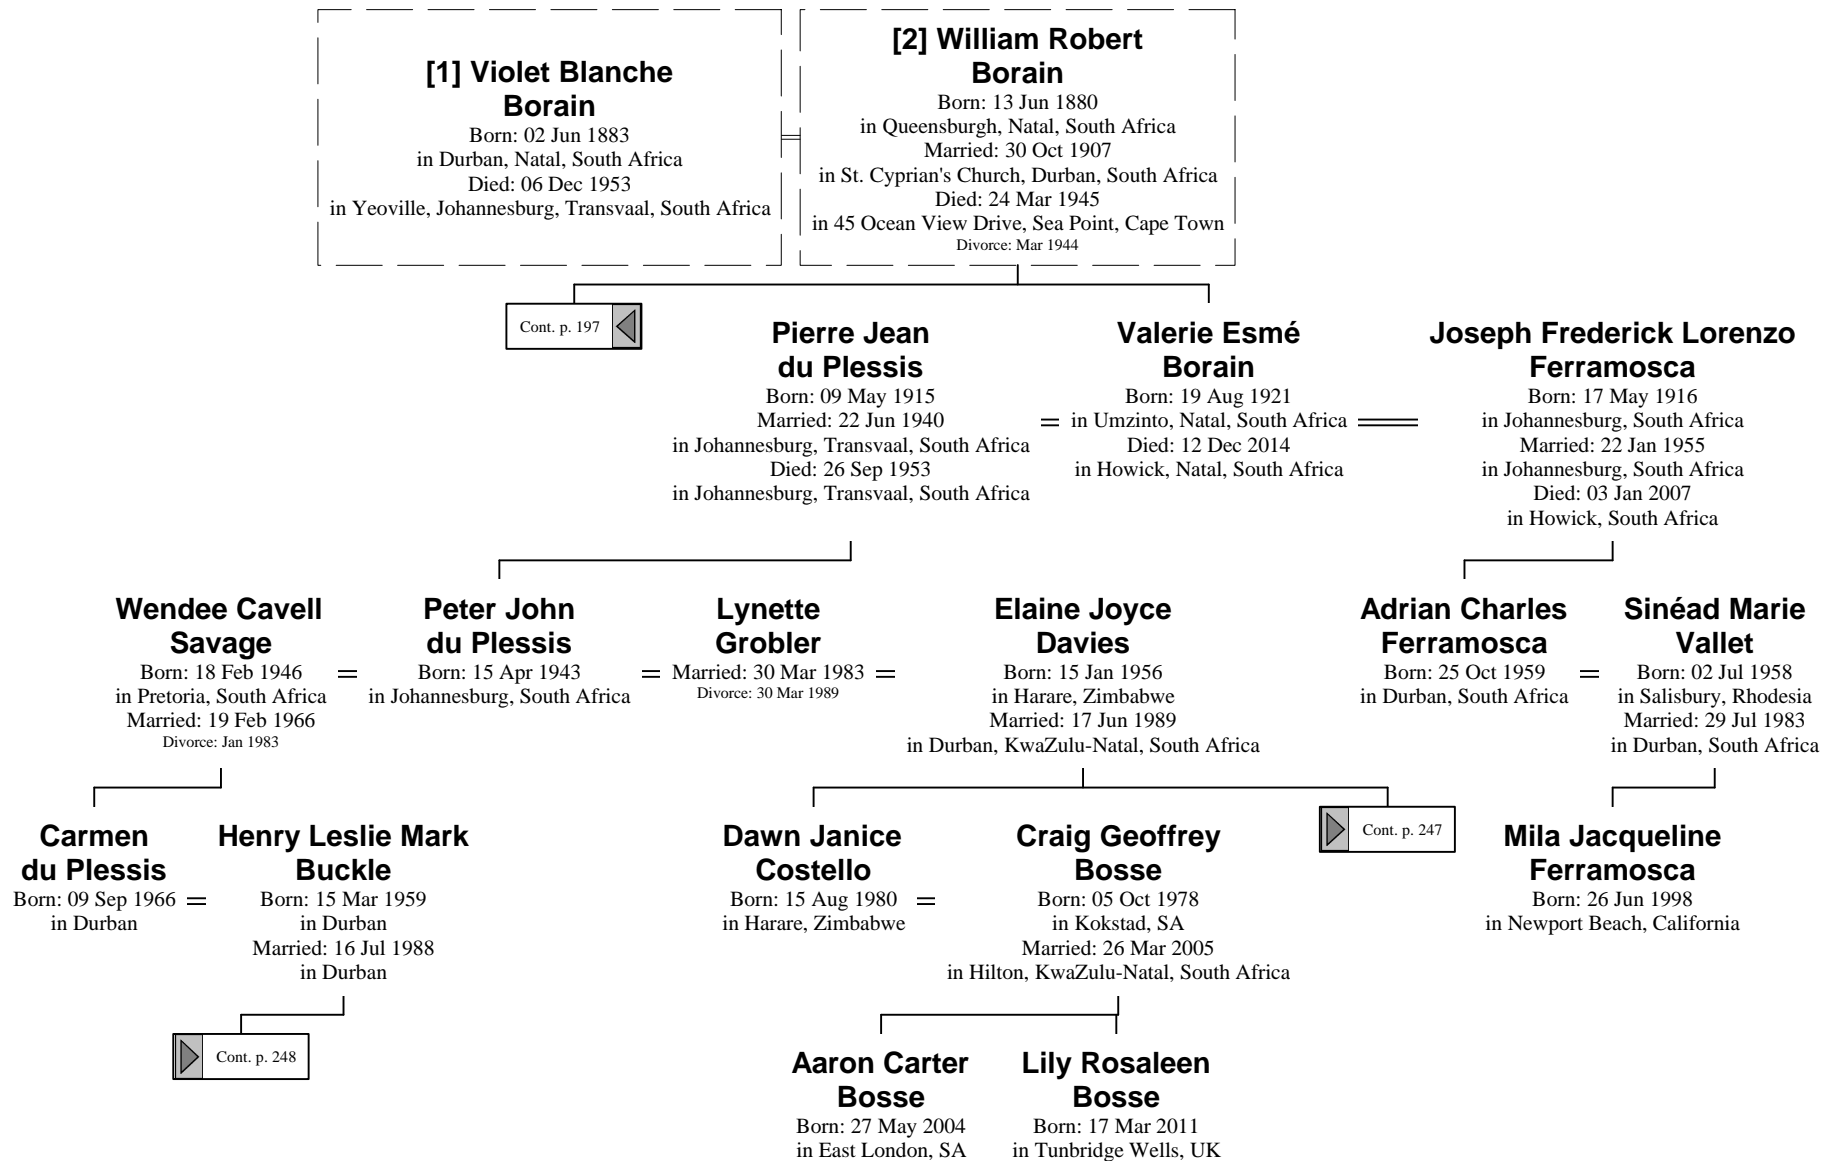 [1] Violet Blanche
Borain
Born: 02 Jun 1883
in Durban, Natal, South Africa
Died: 06 Dec 1953
in Yeoville, Johannesburg, Transvaal, South Africa
[2] William Robert
Borain
Born: 13 Jun 1880
in Queensburgh, Natal, South Africa
Married: 30 Oct 1907
in St. Cyprian's Church, Durban, South Africa
Died: 24 Mar 1945
in 45 Ocean View Drive, Sea Point, Cape Town
Divorce: Mar 1944
Cont. p. 197
Pierre Jean
du Plessis
Born: 09 May 1915
Married: 22 Jun 1940
in Johannesburg, Transvaal, South Africa
Died: 26 Sep 1953
in Johannesburg, Transvaal, South Africa
Valerie Esmé
Borain
Born: 19 Aug 1921
in Umzinto, Natal, South Africa
Died: 12 Dec 2014
in Howick, Natal, South Africa
Joseph Frederick Lorenzo
Ferramosca
Born: 17 May 1916
in Johannesburg, South Africa
Married: 22 Jan 1955
in Johannesburg, South Africa
Died: 03 Jan 2007
in Howick, South Africa
Wendee Cavell
Savage
Born: 18 Feb 1946
in Pretoria, South Africa
Married: 19 Feb 1966
Divorce: Jan 1983
Peter John
du Plessis
Born: 15 Apr 1943
in Johannesburg, South Africa
Lynette
Grobler
Married: 30 Mar 1983
Divorce: 30 Mar 1989
Elaine Joyce
Davies
Born: 15 Jan 1956
in Harare, Zimbabwe
Married: 17 Jun 1989
in Durban, KwaZulu-Natal, South Africa
Adrian Charles
Ferramosca
Born: 25 Oct 1959
in Durban, South Africa
Sinéad Marie
Vallet
Born: 02 Jul 1958
in Salisbury, Rhodesia
Married: 29 Jul 1983
in Durban, South Africa
Carmen
du Plessis
Born: 09 Sep 1966
in Durban
Henry Leslie Mark
Buckle
Born: 15 Mar 1959
in Durban
Married: 16 Jul 1988
in Durban
Dawn Janice
Costello
Born: 15 Aug 1980
in Harare, Zimbabwe
Craig Geoffrey
Bosse
Born: 05 Oct 1978
in Kokstad, SA
Married: 26 Mar 2005
in Hilton, KwaZulu-Natal, South Africa
Cont. p. 247
Mila Jacqueline
Ferramosca
Born: 26 Jun 1998
in Newport Beach, California
Cont. p. 248
Aaron Carter
Bosse
Born: 27 May 2004
in East London, SA
Lily Rosaleen
Bosse
Born: 17 Mar 2011
in Tunbridge Wells, UK